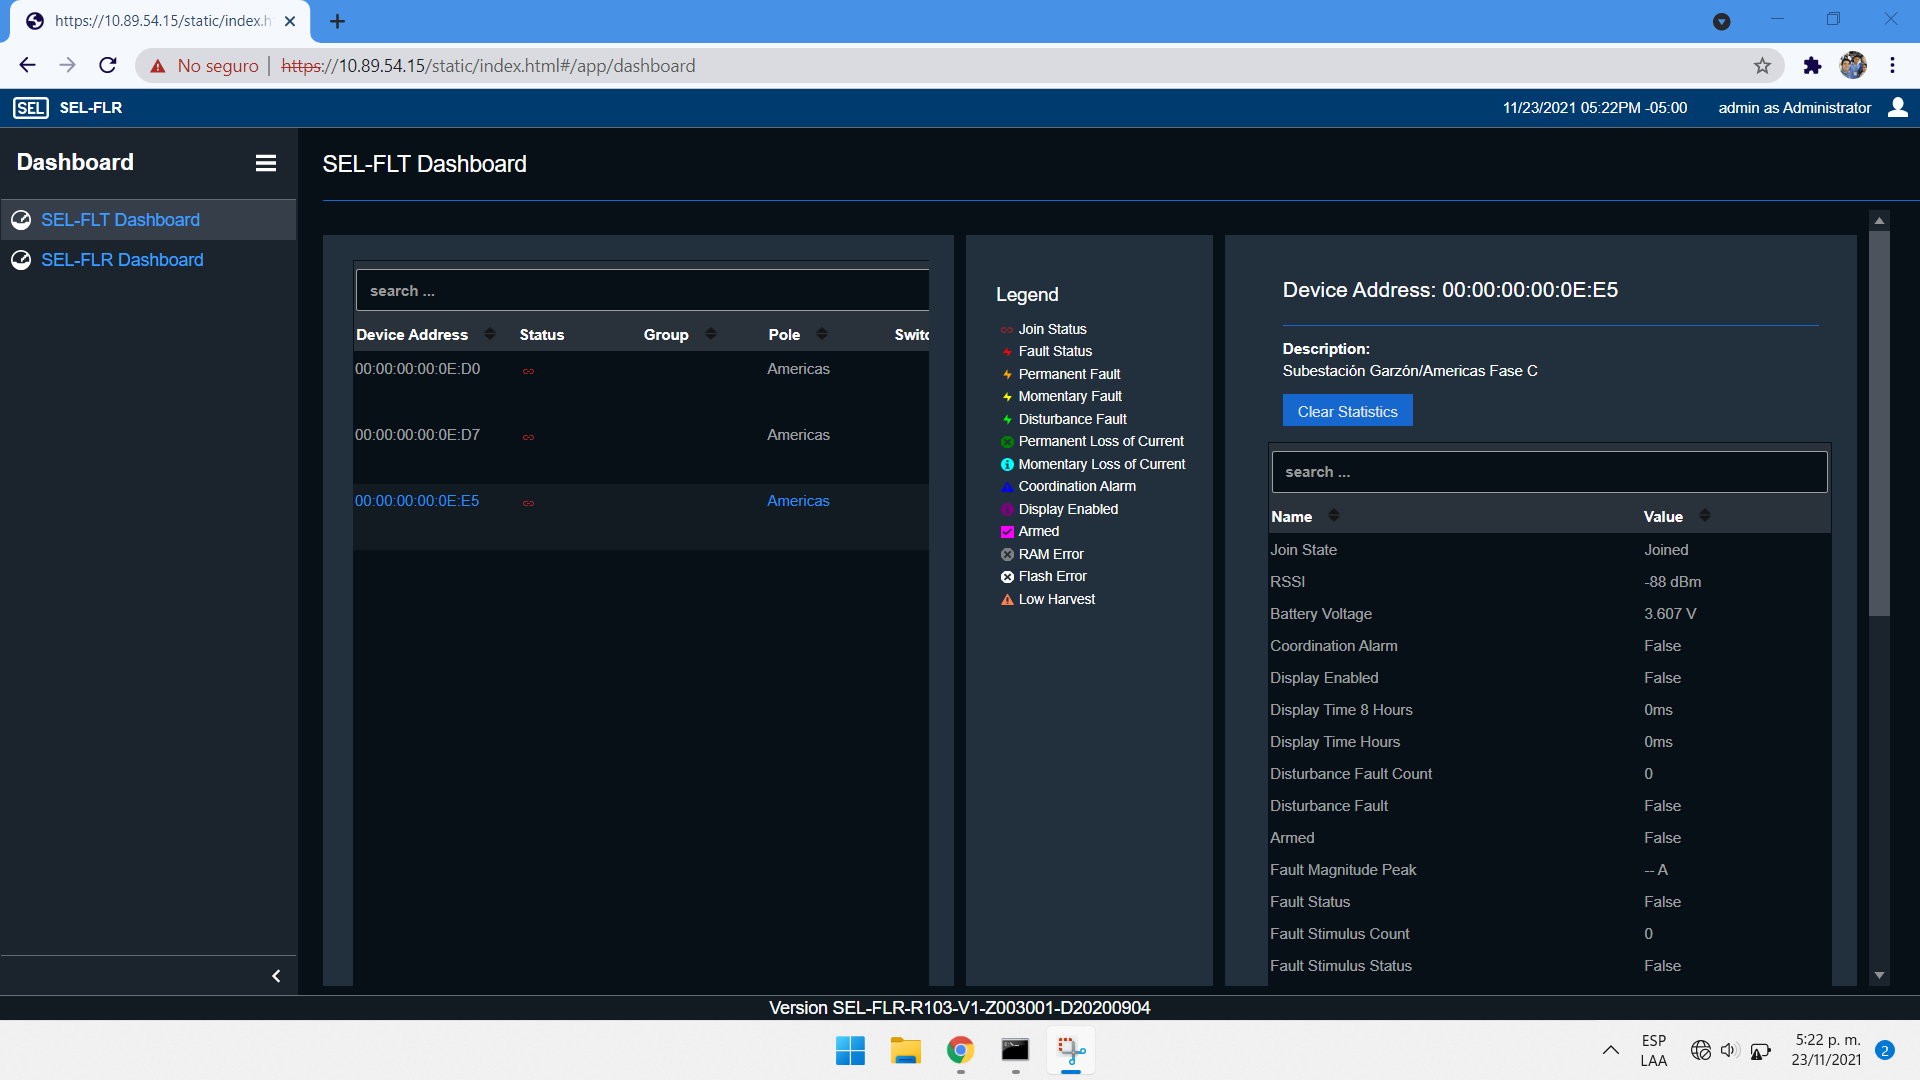 https://10.89.54.15/static/index.h
No seguro | https://10.89.54.15/static/index.html#/app/dashboard
SEL SEL-FLR
11/23/2021 05:22PM -05:00 admin as Administrator
Dashboard
SEL-FLT Dashboard
SEL-FLR Dashboard
SEL-FLT Dashboard
search ...
Device Address Status Group Pole Switc
00:00:00:00:0E:D0 Americas
00:00:00:00:0E:D7 Americas
00:00:00:00:0E:E5 Americas
Legend
Join Status
Fault Status
Permanent Fault
Momentary Fault
Disturbance Fault
Permanent Loss of Current
Momentary Loss of Current
Coordination Alarm
Display Enabled
Armed
RAM Error
Flash Error
Low Harvest
Device Address: 00:00:00:00:0E:E5
Description:
Subestación Garzón/Americas Fase C
Clear Statistics
search ...
Name Value
Join State Joined
RSSI -88 dBm
Battery Voltage 3.607 V
Coordination Alarm False
Display Enabled False
Display Time 8 Hours 0ms
Display Time Hours 0ms
Disturbance Fault Count 0
Disturbance Fault False
Armed False
Fault Magnitude Peak -- A
Fault Status False
Fault Stimulus Count 0
Fault Stimulus Status False
Version SEL-FLR-R103-V1-Z003001-D20200904
ESP
LAA
5:22 p. m.
23/11/2021
2